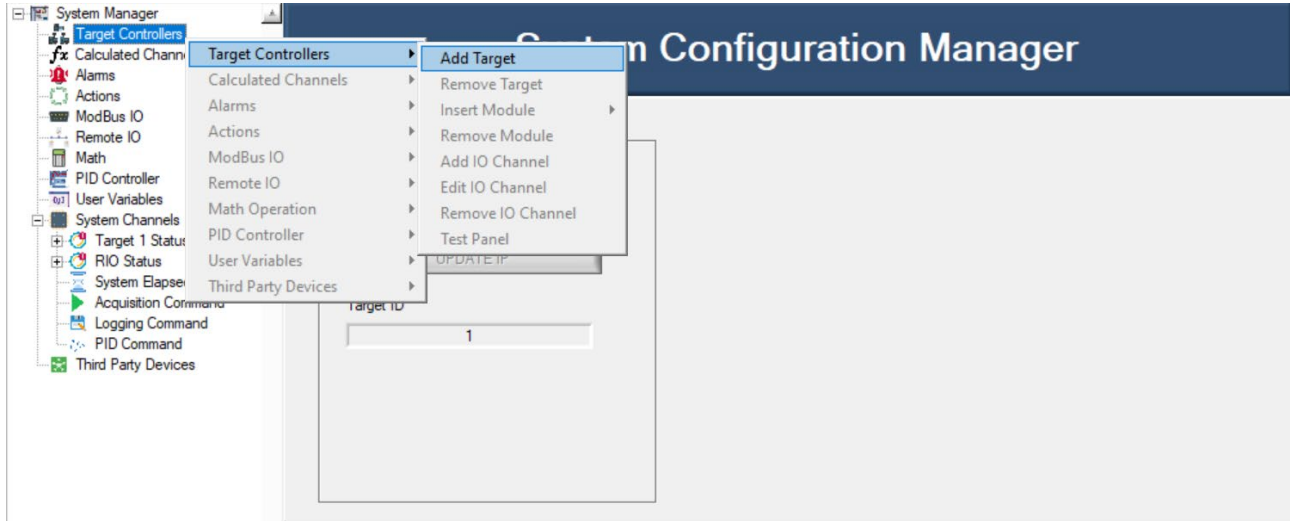 System Manager
Target Controllers
Calculated Chann
Alarms
Actions
ModBus IO
Remote IO
Math
PID Controller
User Variables
System Channels
Target 1 Status
RIO Status
System Elapse
Acquisition Command
Logging Command
PID Command
Third Party Devices
Target Controllers
Calculated Channels
Alarms
Actions
ModBus IO
Remote IO
Math Operation
PID Controller
User Variables
Third Party Devices
Add Target
Remove Target
Insert Module
Remove Module
Add IO Channel
Edit IO Channel
Remove IO Channel
Test Panel
System Configuration Manager
UPDATE IP
Target ID
1